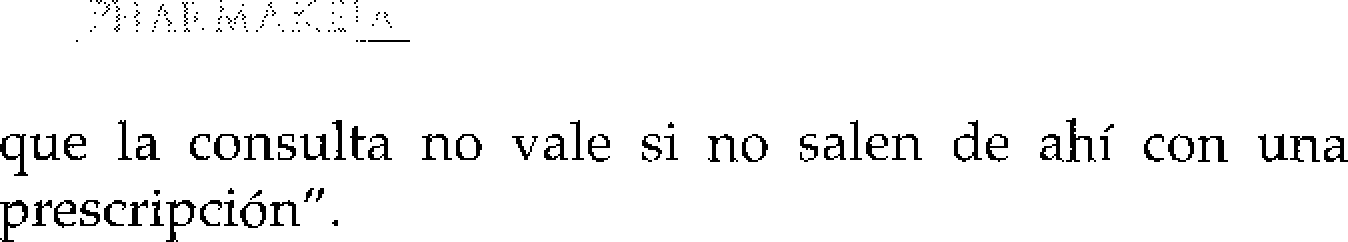 PHARMAKEIA
que la consulta no vale si no salen de ahí con una
prescripción”.